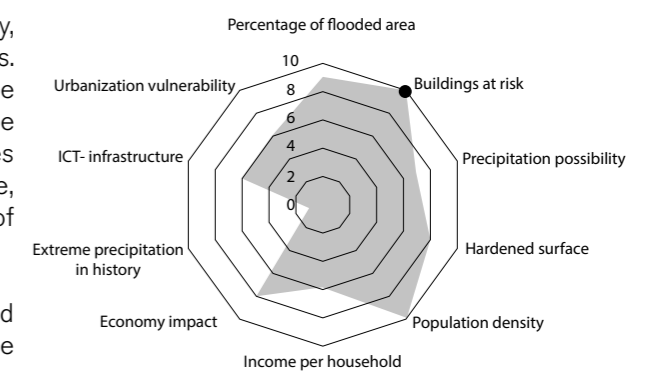 y,
s.
e
e
es
e,
of
d
e
Percentage of flooded area
10
8
6
4
2
0
Buildings at risk
Precipitation possibility
Hardened surface
Population density
Income per household
Economy impact
Extreme precipitation
in history
ICT- infrastructure
Urbanization vulnerability